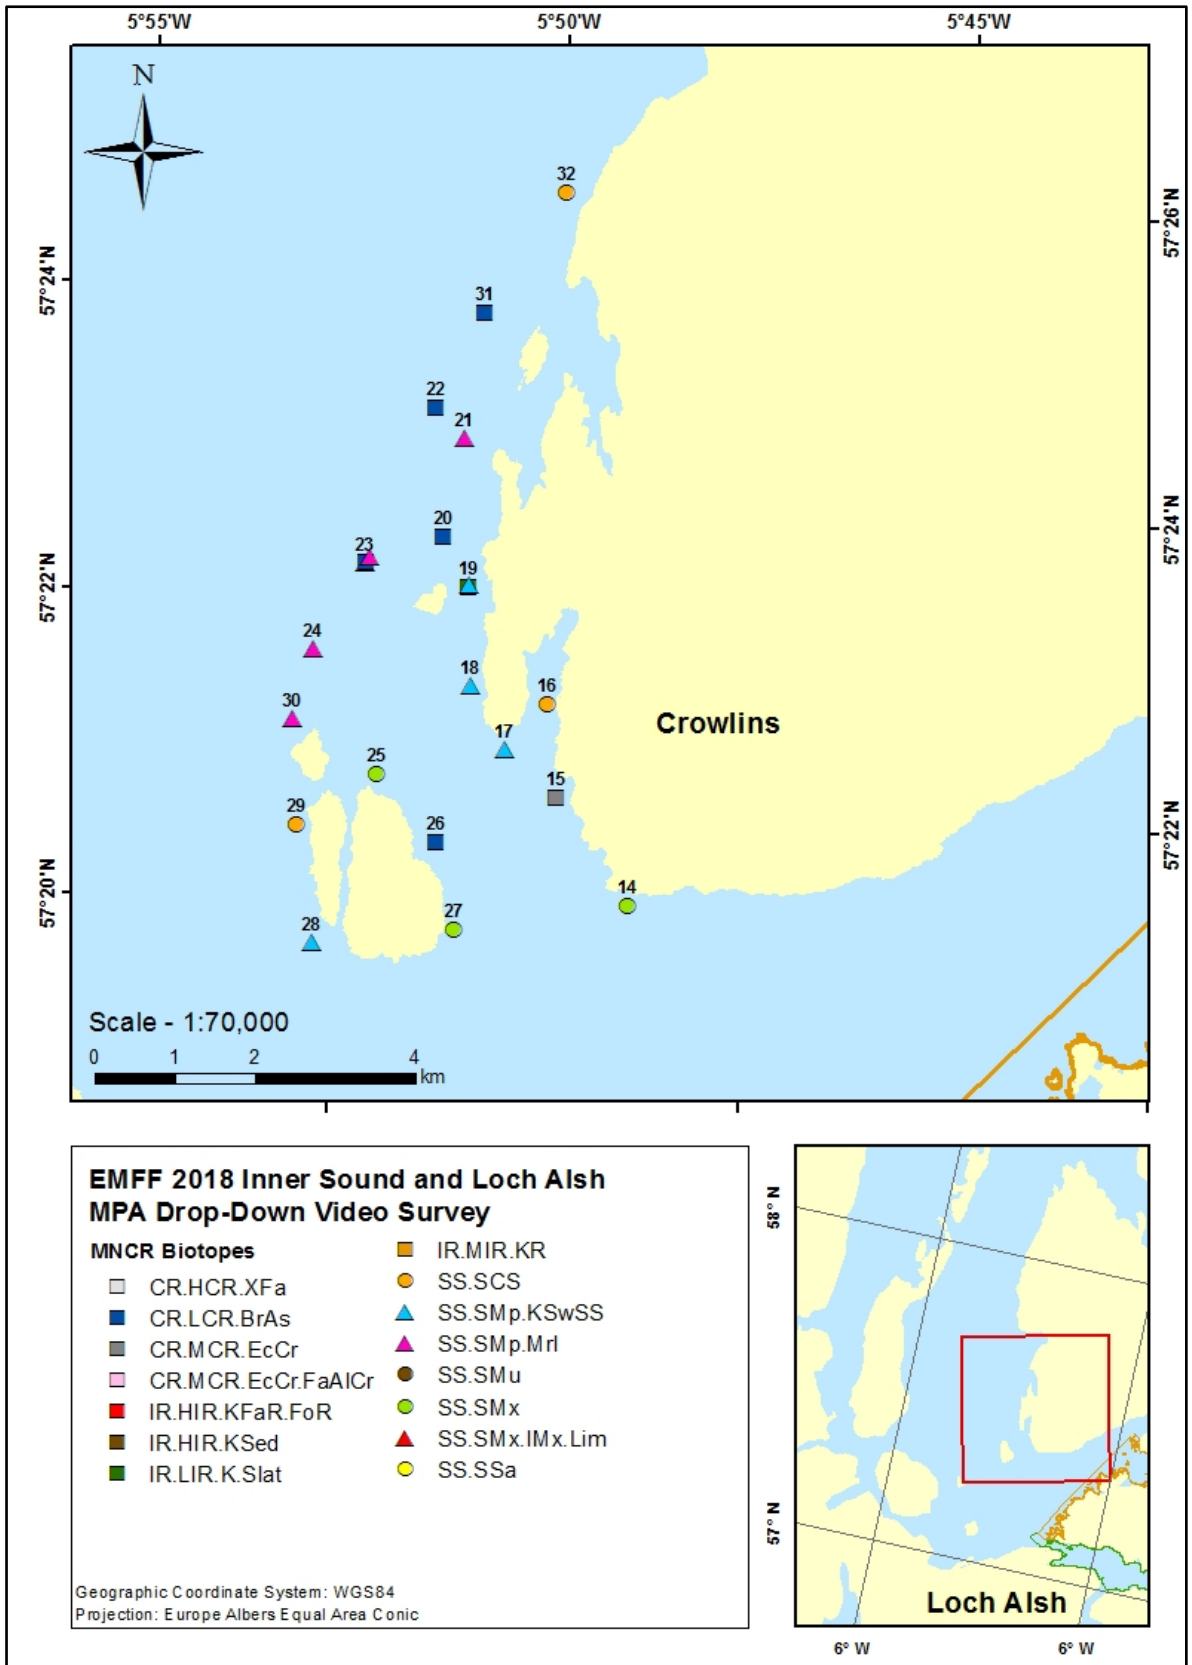 5°55'W 5°50'W 5°45'W
N
32
57°26'N
57°24'N
31
22
21
57°24'N
20
23
19
57°22'N
24
18
16
30
Crowlins
17
25
15
29
26
57°22'N
14
57°20'N
27
28
Scale - 1:70,000
0 1 2 4
km
EMFF 2018 Inner Sound and Loch Alsh
MPA Drop-Down Video Survey
MNCR Biotopes
CR.HCR.XFa
CR.LCR.BrAs
CR.MCR.EcCr
CR.MCR.EcCr.FaAlCr
IR.HIR.KFaR.FoR
IR.HIR.KSed
IR.LIR.K.Slat
IR.MIR.KR
SS.SCS
SS.SMp.KSwSS
SS.SMp.Mrl
SS.SMu
SS.SMx
SS.SMx.IMx.Lim
SS.SSa
Geographic Coordinate System: WGS84
Projection: Europe Albers Equal Area Conic
58° N
57° N
Loch Alsh
6° W 6° W